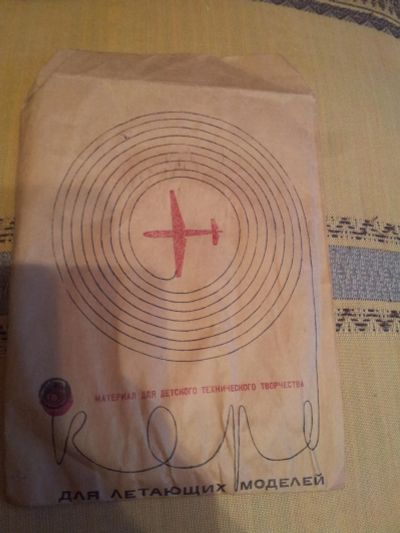 МАТЕРИАЛ ДЛЯ ДЕТСКОГО ТЕХНИЧЕСКОГО ТВОРЧЕСТВА
корд
ДЛЯ ЛЕТАЮЩИХ МОДЕЛЕЙ